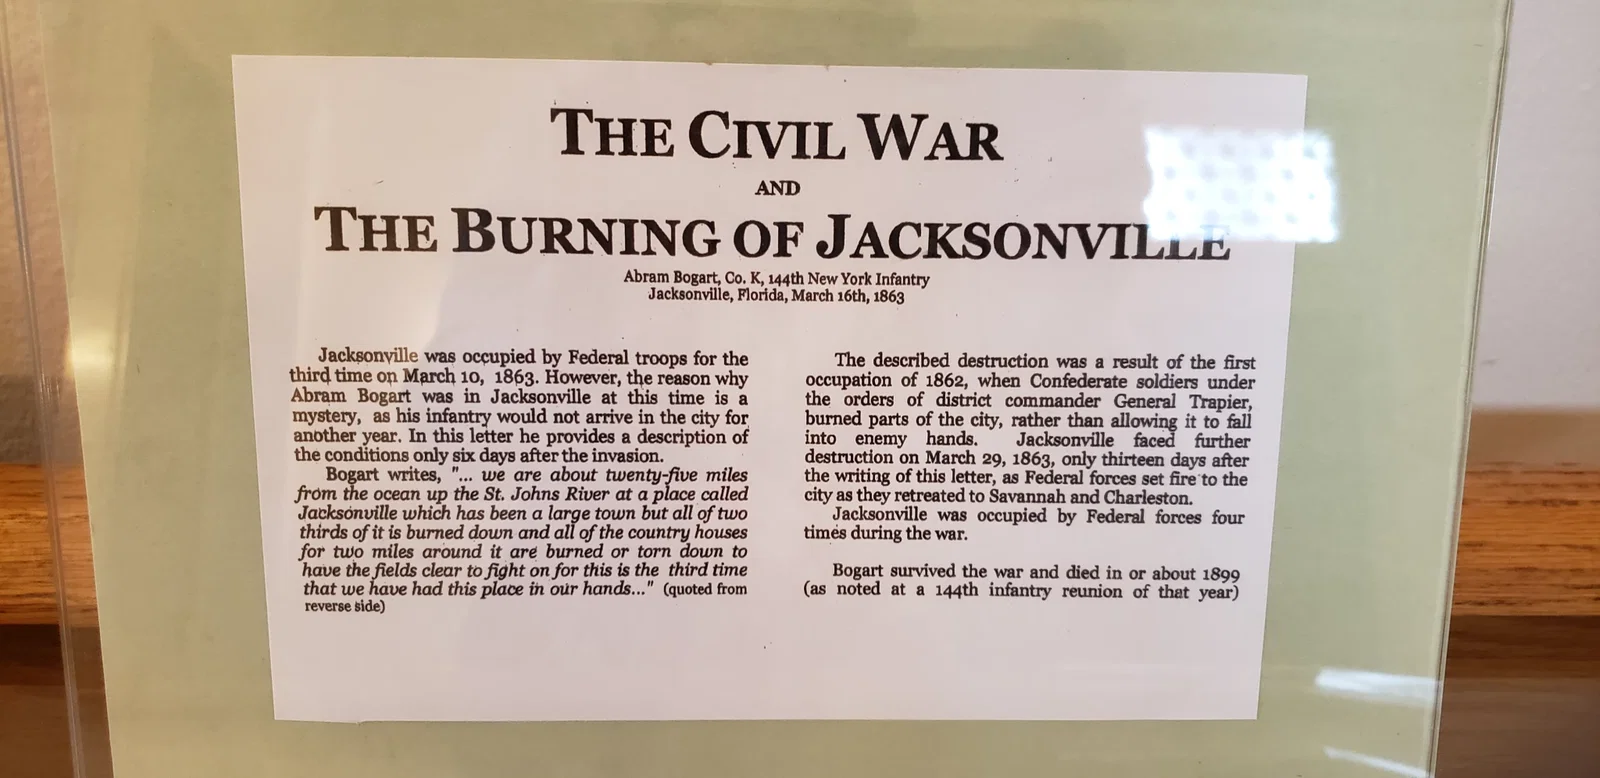 THE CIVIL WAR
AND
THE BURNING OF JACKSONVILLE
Abram Bogart, Co. K, 144th New York Infantry
Jacksonville, Florida, March 16th, 1863
Jacksonville was occupied by Federal troops for the
third time on March 10, 1863. However, the reason why
Abram Bogart was in Jacksonville at this time is a
mystery, as his infantry would not arrive in the city for
another year. In this letter he provides a description of
the conditions only six days after the invasion.
Bogart writes, "... we are about twenty-five miles
from the ocean up the St. Johns River at a place called
Jacksonville which has been a large town but all of two
thirds of it is burned down and all of the country houses
for two miles around it are burned or torn down to
have the fields clear to fight on for this is the third time
that we have had this place in our hands..." (quoted from
reverse side)
The described destruction was a result of the first
occupation of 1862, when Confederate soldiers under
the orders of district commander General Trapier,
burned parts of the city, rather than allowing it to fall
into enemy hands. Jacksonville faced further
destruction on March 29, 1863, only thirteen days after
the writing of this letter, as Federal forces set fire to the
city as they retreated to Savannah and Charleston.
Jacksonville was occupied by Federal forces four
times during the war.
Bogart survived the war and died in or about 1899
(as noted at a 144th infantry reunion of that year)